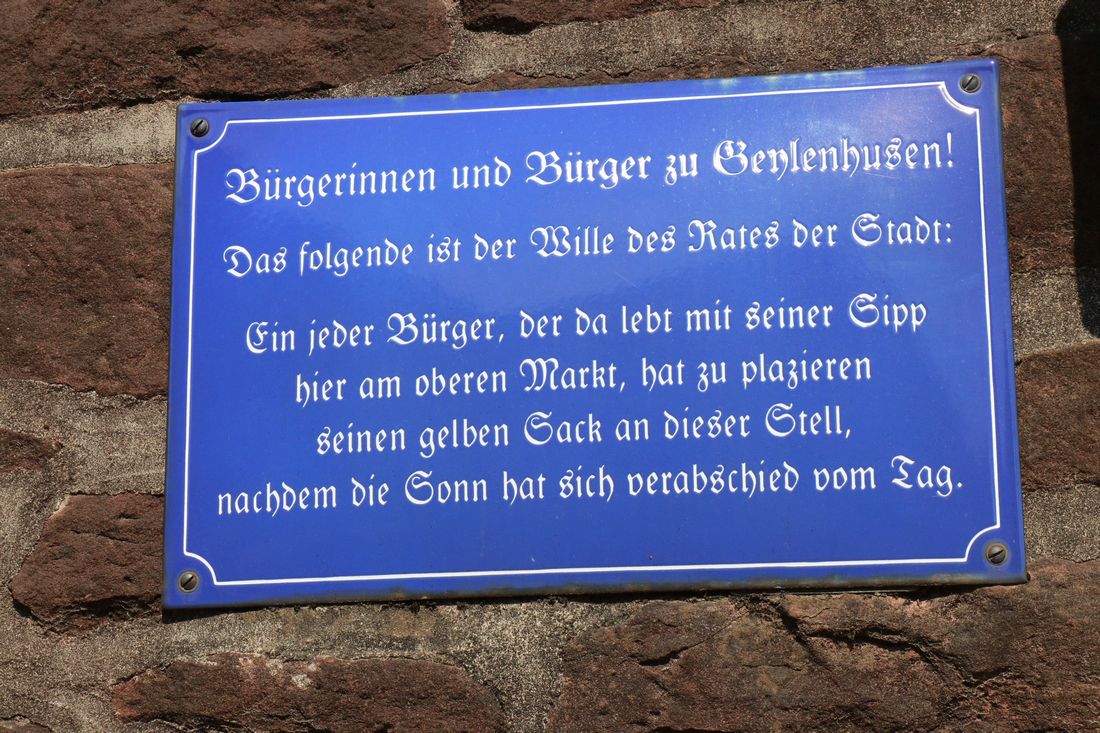 Bürgerinnen und Bürger zu Geylenhusen!
Das folgende ist der Wille des Rates der Stadt:
Ein jeder Bürger, der da lebt mit seiner Sipp
hier am oberen Markt, hat zu plazieren
seinen gelben Sack an dieser Stell,
nachdem die Sonn hat sich verabschied vom Tag.